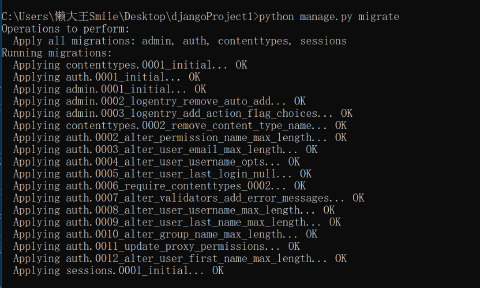 C:\Users\懒大王Smile\Desktop\djangoProject1>python manage.py migrate
Operations to perform:
  Apply all migrations: admin, auth, contenttypes, sessions
Running migrations:
  Applying contenttypes.0001_initial... OK
  Applying auth.0001_initial... OK
  Applying admin.0001_initial... OK
  Applying admin.0002_logentry_remove_auto_add... OK
  Applying admin.0003_logentry_add_action_flag_choices... OK
  Applying contenttypes.0002_remove_content_type_name... OK
  Applying auth.0002_alter_permission_name_max_length... OK
  Applying auth.0003_alter_user_email_max_length... OK
  Applying auth.0004_alter_user_username_opts... OK
  Applying auth.0005_alter_user_last_login_null... OK
  Applying auth.0006_require_contenttypes_0002... OK
  Applying auth.0007_alter_validators_add_error_messages... OK
  Applying auth.0008_alter_user_username_max_length... OK
  Applying auth.0009_alter_user_last_name_max_length... OK
  Applying auth.0010_alter_group_name_max_length... OK
  Applying auth.0011_update_proxy_permissions... OK
  Applying auth.0012_alter_user_first_name_max_length... OK
  Applying sessions.0001_initial... OK